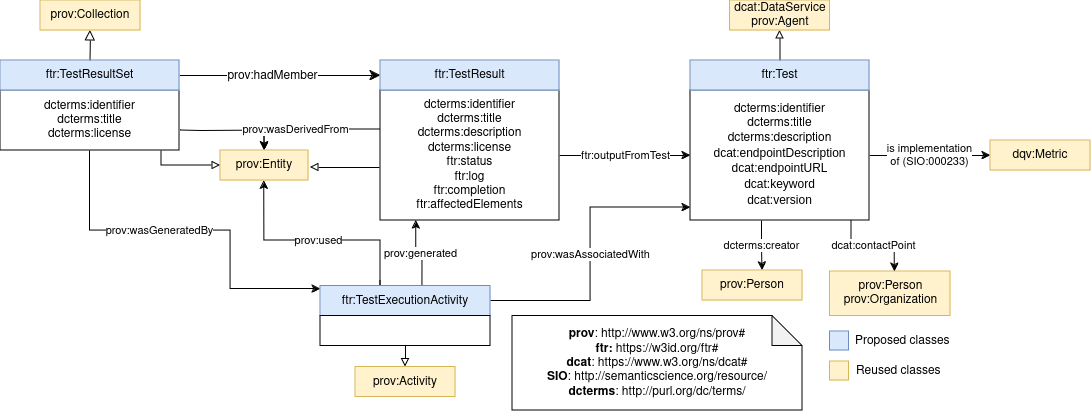 prov:Collection
dcat:DataService
prov:Agent
ftr:TestResultSet
dcterms:identifier
dcterms:title
dcterms:license
prov:hadMember
ftr:TestResult
dcterms:identifier
dcterms:title
dcterms:description
dcterms:license
ftr:status
ftr:log
ftr:completion
ftr:affectedElements
ftr:Test
dcterms:identifier
dcterms:title
dcterms:description
dcat:endpointDescription
dcat:endpointURL
dcat:keyword
dcat:version
prov:wasDerivedFrom
prov:Entity
ftr:outputFromTest
is implementation
of (SIO:000233)
dqv:Metric
prov:wasGeneratedBy
prov:used
prov:generated
prov:wasAssociatedWith
dcterms:creator
dcat:contactPoint
prov:Person
prov:Person
prov:Organization
ftr:TestExecutionActivity
prov:Activity
prov: http://www.w3.org/ns/prov#
ftr: https://w3id.org/ftr#
dcat: https://www.w3.org/ns/dcat#
SIO: http://semanticscience.org/resource/
dcterms: http://purl.org/dc/terms/
Proposed classes
Reused classes